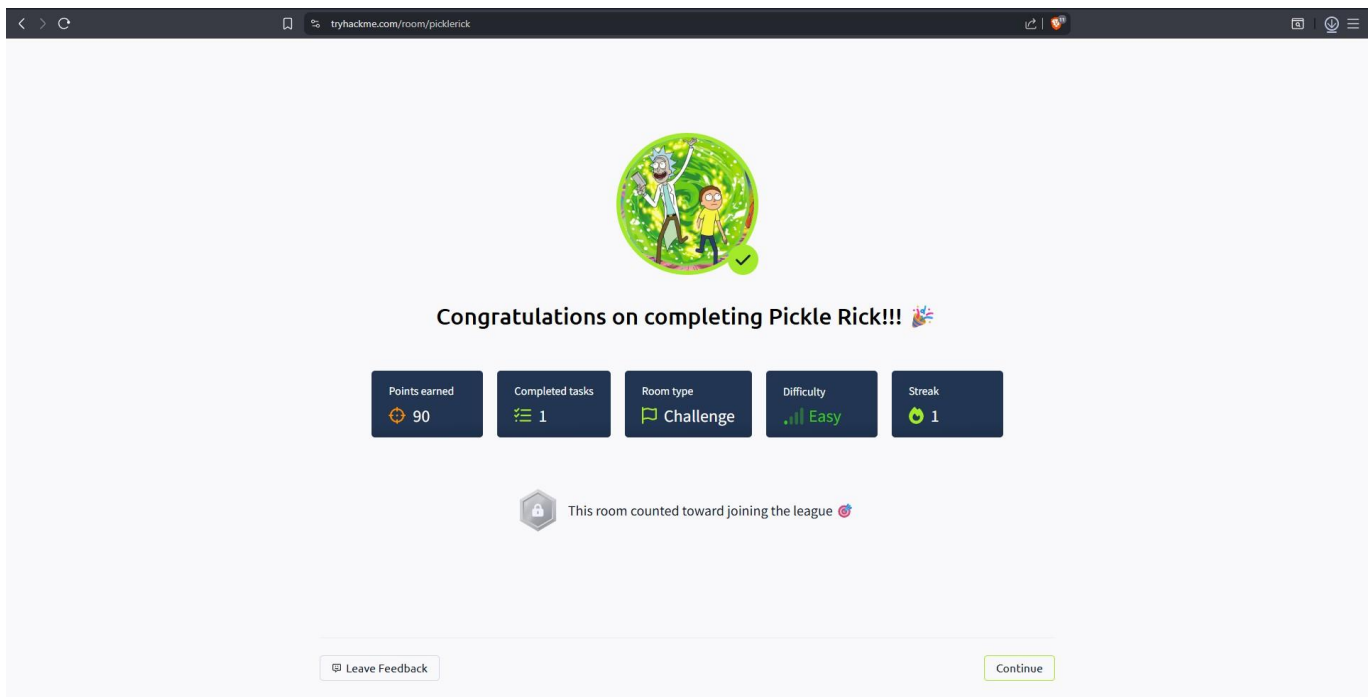 tryhackme.com/room/picklerick
Congratulations on completing Pickle Rick!!! 🎉
Points earned
90
Completed tasks
1
Room type
Challenge
Difficulty
Easy
Streak
1
This room counted toward joining the league 🎯
Leave Feedback
Continue